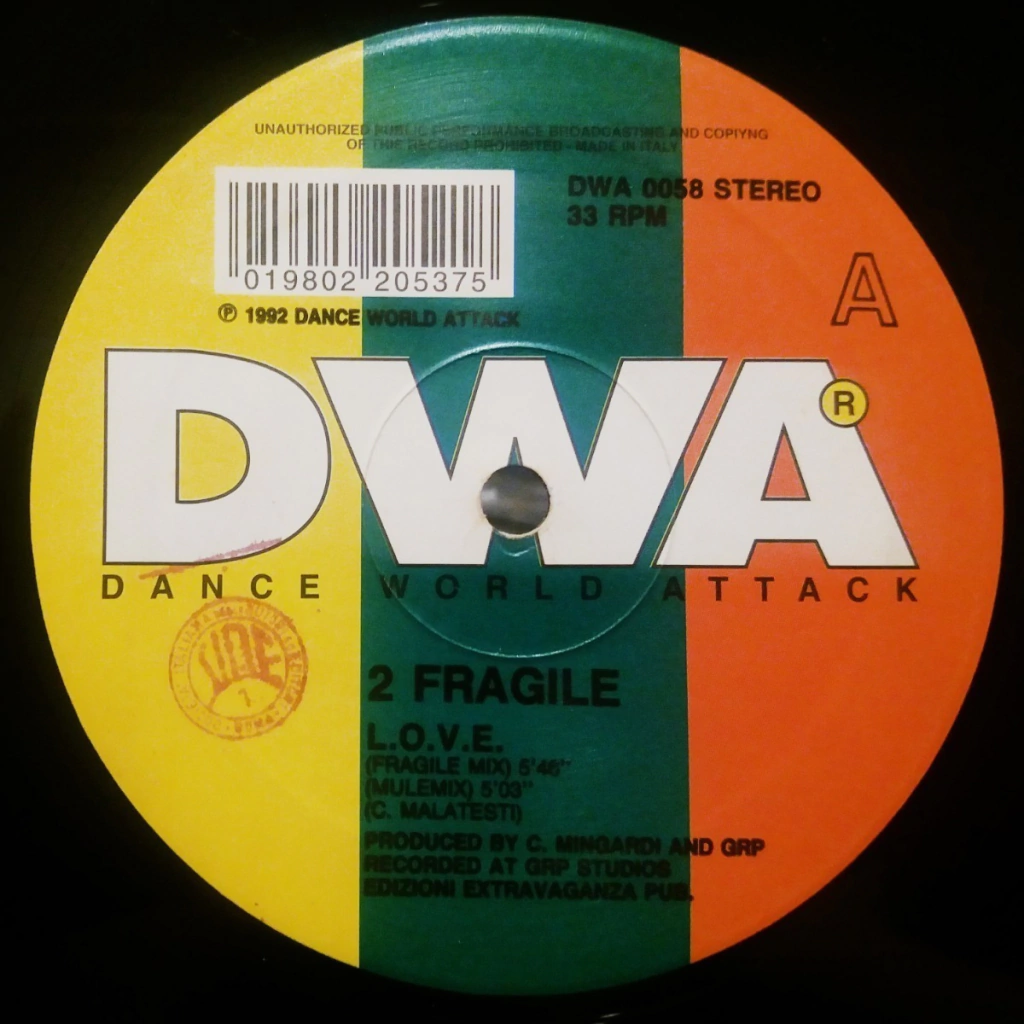 UNAUTHORIZED PUBLIC PERFORMANCE BROADCASTING AND COPIYNG
OF THIS RECORD PROHIBITED - MADE IN ITALY
DWA 0058 STEREO
33 RPM
019802 205375
℗ 1992 DANCE WORLD ATTACK
A
DWA®
DANCE WORLD ATTACK
SIAE
ROMA
2 FRAGILE
L.O.V.E.
(FRAGILE MIX) 5'46"
(MULEMIX) 5'03"
(C. MALATESTI)
PRODUCED BY C. MINGARDI AND GRP
RECORDED AT GRP STUDIOS
EDIZIONI EXTRAVAGANZA PUB.